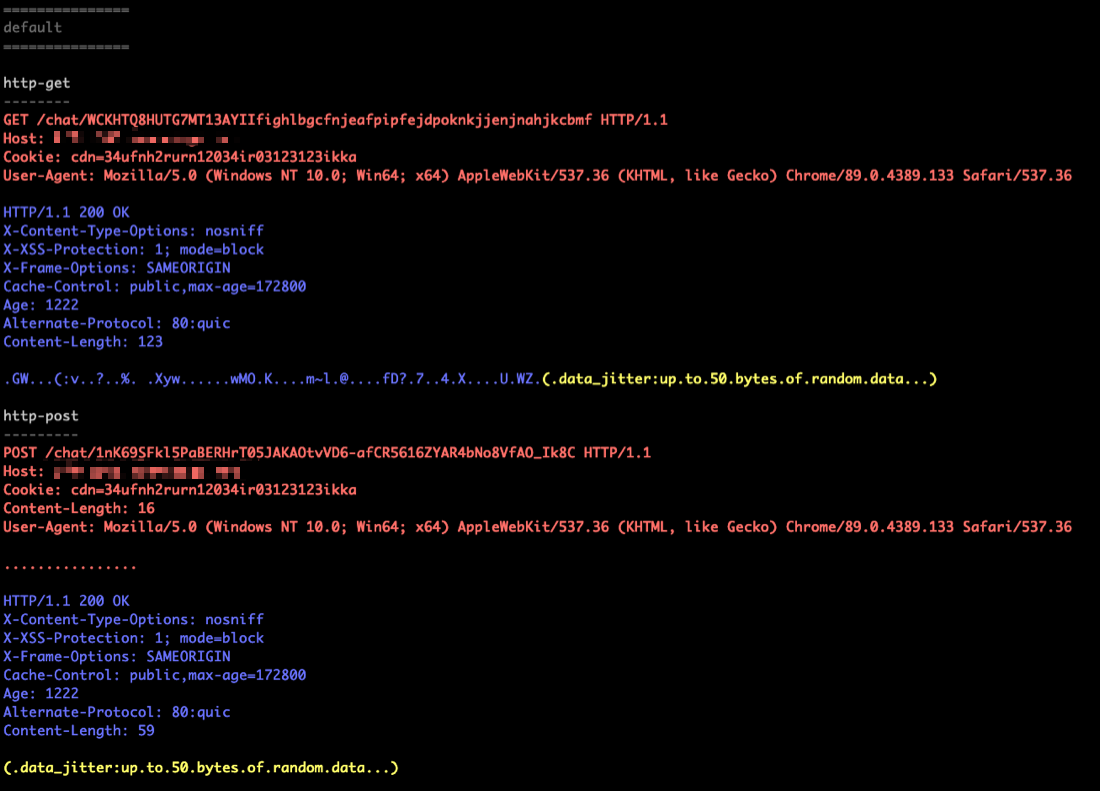 ===============
default
===============
http-get
--------
GET /chat/WCKHTQ8HUTG7MT13AYIIfighlbgcfnjeafpipfejdpoknkjjenjnahjkcbmf HTTP/1.1
Host:
Cookie: cdn=34ufnh2rurn12034ir03123123ikka
User-Agent: Mozilla/5.0 (Windows NT 10.0; Win64; x64) AppleWebKit/537.36 (KHTML, like Gecko) Chrome/89.0.4389.133 Safari/537.36
HTTP/1.1 200 OK
X-Content-Type-Options: nosniff
X-XSS-Protection: 1; mode=block
X-Frame-Options: SAMEORIGIN
Cache-Control: public,max-age=172800
Age: 1222
Alternate-Protocol: 80:quic
Content-Length: 123
.GW...(:v..?..%. .Xyw......wMO.K....m~l.@....fD?.7..4.X....U.WZ.(.data_jitter:up.to.50.bytes.of.random.data...)
http-post
---------
POST /chat/1nK69SFkl5PaBERHrT05JAKAOtvVD6-afCR5616ZYAR4bNo8VfAO_Ik8C HTTP/1.1
Host:
Cookie: cdn=34ufnh2rurn12034ir03123123ikka
Content-Length: 16
User-Agent: Mozilla/5.0 (Windows NT 10.0; Win64; x64) AppleWebKit/537.36 (KHTML, like Gecko) Chrome/89.0.4389.133 Safari/537.36
................
HTTP/1.1 200 OK
X-Content-Type-Options: nosniff
X-XSS-Protection: 1; mode=block
X-Frame-Options: SAMEORIGIN
Cache-Control: public,max-age=172800
Age: 1222
Alternate-Protocol: 80:quic
Content-Length: 59
(.data_jitter:up.to.50.bytes.of.random.data...)